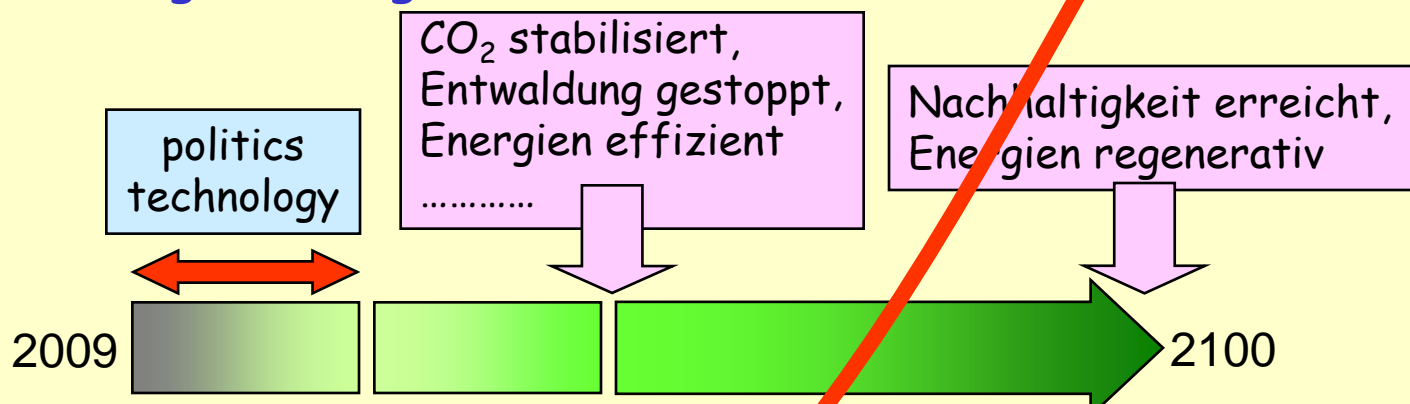 politics
technology
CO₂ stabilisiert,
Entwaldung gestoppt,
Energien effizient
…………
Nachhaltigkeit erreicht,
Energien regenerativ
2009
2100